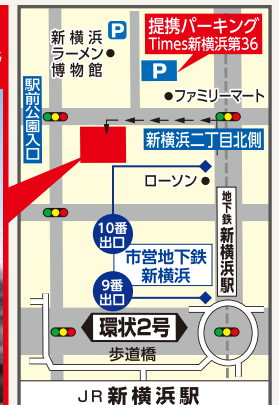 提携パーキング
Times新横浜第36
P
新横浜
ラーメン
博物館
P
ファミリーマート
駅前公園入口
新横浜二丁目北側
ローソン
地下鉄
新横浜駅
10番
出口
市営地下鉄
新横浜
9番
出口
環状2号
歩道橋
JR新横浜駅